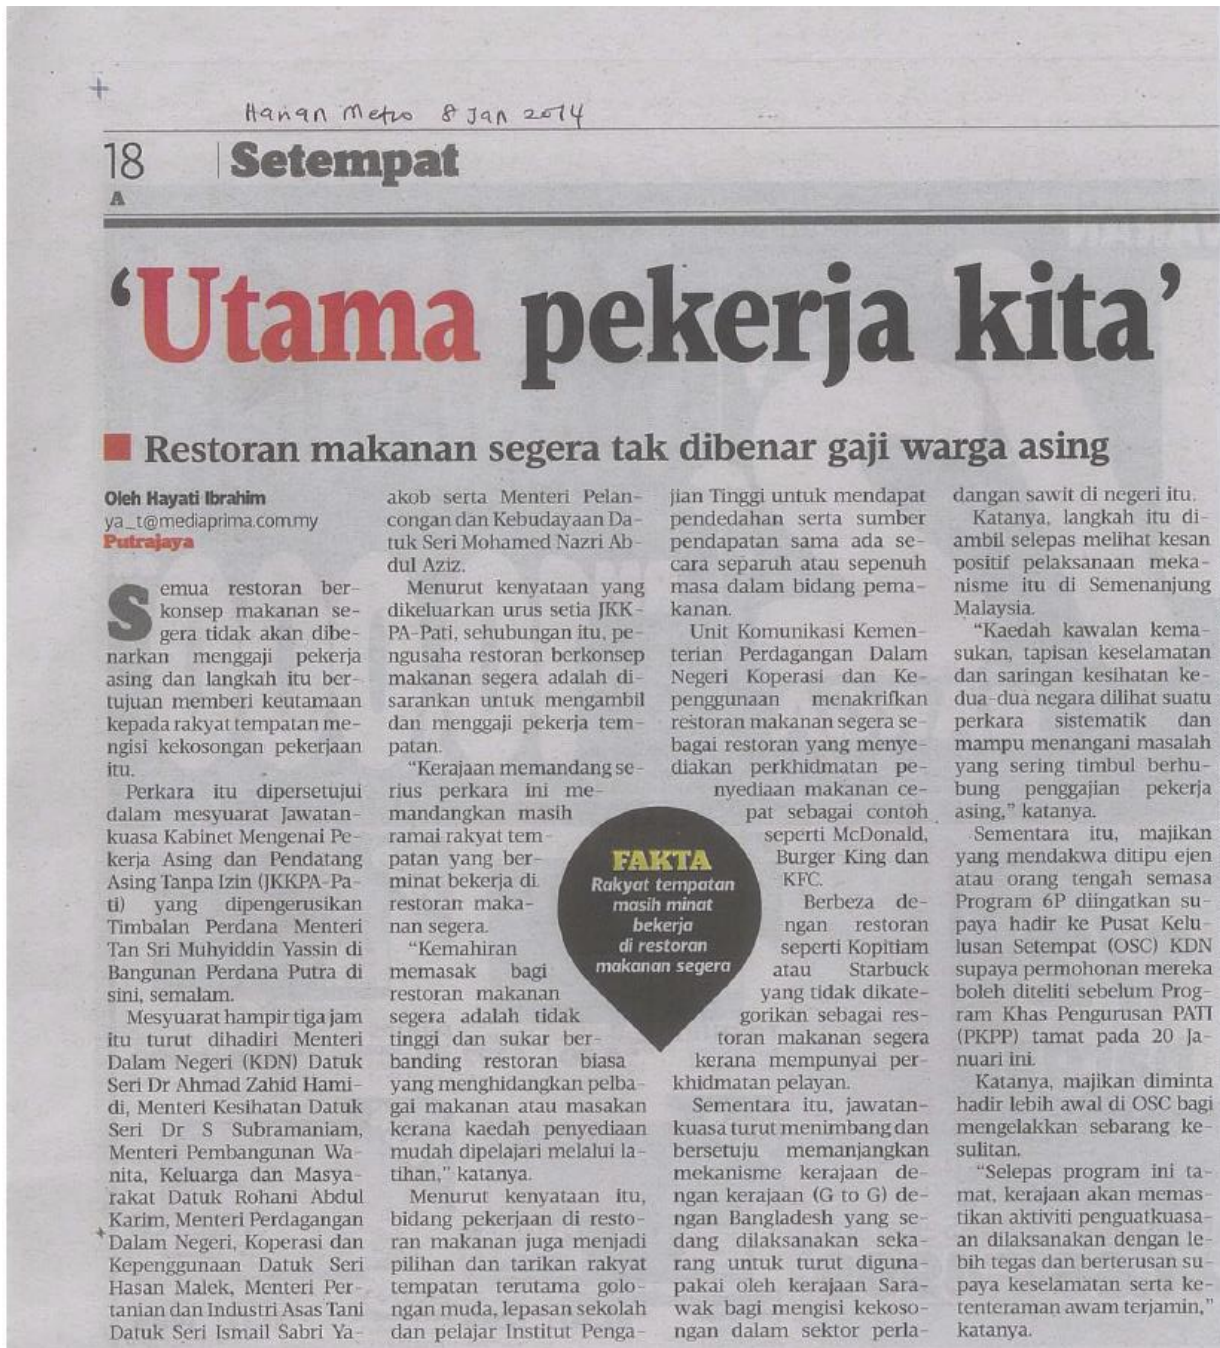 Harian Metro 8 Jan 2014
18
Setempat
A
‘Utama pekerja kita’
Restoran makanan segera tak dibenar gaji warga asing
Oleh Hayati Ibrahim
ya_t@mediaprima.com.my
Putrajaya
Semua restoran ber-
konsep makanan se-
gera tidak akan dibe-
narkan menggaji pekerja
asing dan langkah itu ber-
tujuan memberi keutamaan
kepada rakyat tempatan me-
ngisi kekosongan pekerjaan
itu.
Perkara itu dipersetujui
dalam mesyuarat Jawatan-
kuasa Kabinet Mengenai Pe-
kerja Asing dan Pendatang
Asing Tanpa Izin (JKKPA-Pa-
ti) yang dipengerusikan
Timbalan Perdana Menteri
Tan Sri Muhyiddin Yassin di
Bangunan Perdana Putra di
sini, semalam.
Mesyuarat hampir tiga jam
itu turut dihadiri Menteri
Dalam Negeri (KDN) Datuk
Seri Dr Ahmad Zahid Hami-
di, Menteri Kesihatan Datuk
Seri Dr S Subramaniam,
Menteri Pembangunan Wa-
nita, Keluarga dan Masya-
rakat Datuk Rohani Abdul
Karim, Menteri Perdagangan
Dalam Negeri, Koperasi dan
Kepenggunaan Datuk Seri
Hasan Malek, Menteri Per-
tanian dan Industri Asas Tani
Datuk Seri Ismail Sabri Ya-
akob serta Menteri Pelan-
congan dan Kebudayaan Da-
tuk Seri Mohamed Nazri Ab-
dul Aziz.
Menurut kenyataan yang
dikeluarkan urus setia JKK-
PA-Pati, sehubungan itu, pe-
ngusaha restoran berkonsep
makanan segera adalah di-
sarankan untuk mengambil
dan menggaji pekerja tem-
patan.
“Kerajaan memandang se-
rius perkara ini me-
mandangkan masih
ramai rakyat tem-
patan yang ber-
minat bekerja di
restoran maka-
nan segera.
“Kemahiran
memasak bagi
restoran makanan
segera adalah tidak
tinggi dan sukar ber-
banding restoran biasa
yang menghidangkan pelba-
gai makanan atau masakan
kerana kaedah penyediaan
mudah dipelajari melalui la-
tihan,” katanya.
Menurut kenyataan itu,
bidang pekerjaan di resto-
ran makanan juga menjadi
pilihan dan tarikan rakyat
tempatan terutama golo-
ngan muda, lepasan sekolah
dan pelajar Institut Penga-
FAKTA
Rakyat tempatan
masih minat
bekerja
di restoran
makanan segera
jian Tinggi untuk mendapat
pendedahan serta sumber
pendapatan sama ada se-
cara separuh atau sepenuh
masa dalam bidang pema-
kanan.
Unit Komunikasi Kemen-
terian Perdagangan Dalam
Negeri Koperasi dan Ke-
penggunaan menakrifkan
restoran makanan segera se-
bagai restoran yang menye-
diakan perkhidmatan pe-
nyediaan makanan ce-
pat sebagai contoh
seperti McDonald,
Burger King dan
KFC.
Berbeza de-
ngan restoran
seperti Kopitiam
atau Starbuck
yang tidak dikate-
gorikan sebagai res-
toran makanan segera
kerana mempunyai per-
khidmatan pelayan.
Sementara itu, jawatan-
kuasa turut menimbang dan
bersetuju memanjangkan
mekanisme kerajaan de-
ngan kerajaan (G to G) de-
ngan Bangladesh yang se-
dang dilaksanakan seka-
rang untuk turut diguna-
pakai oleh kerajaan Sara-
wak bagi mengisi kekoso-
ngan dalam sektor perla-
dangan sawit di negeri itu.
Katanya, langkah itu di-
ambil selepas melihat kesan
positif pelaksanaan meka-
nisme itu di Semenanjung
Malaysia.
“Kaedah kawalan kema-
sukan, tapisan keselamatan
dan saringan kesihatan ke-
dua-dua negara dilihat suatu
perkara sistematik dan
mampu menangani masalah
yang sering timbul berhu-
bung penggajian pekerja
asing,” katanya.
Sementara itu, majikan
yang mendakwa ditipu ejen
atau orang tengah semasa
Program 6P diingatkan su-
paya hadir ke Pusat Kelu-
lusan Setempat (OSC) KDN
supaya permohonan mereka
boleh diteliti sebelum Prog-
ram Khas Pengurusan PATI
(PKPP) tamat pada 20 Ja-
nuari ini.
Katanya, majikan diminta
hadir lebih awal di OSC bagi
mengelakkan sebarang ke-
sulitan.
“Selepas program ini ta-
mat, kerajaan akan memas-
tikan aktiviti penguatkuasa-
an dilaksanakan dengan le-
bih tegas dan berterusan su-
paya keselamatan serta ke-
tenteraman awam terjamin,”
katanya.